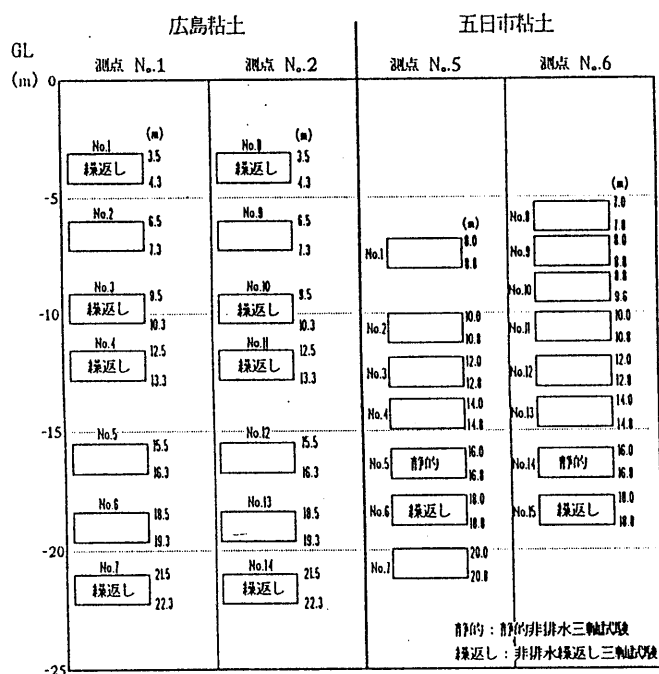 広島粘土 五日市粘土
GL
(m)
測点 No.1 測点 No.2 測点 No.5 測点 No.6
0
-5
-10
-15
-20
-25
(m)
No.1 繰返し 3.5
4.3
No.2 6.5
7.3
No.3 繰返し 9.5
10.3
No.4 繰返し 12.5
13.3
No.5 15.5
16.3
No.6 18.5
19.3
No.7 繰返し 21.5
22.3
(m)
No.8 繰返し 3.5
4.3
No.9 6.5
7.3
No.10 繰返し 9.5
10.3
No.11 繰返し 12.5
13.3
No.12 15.5
16.3
No.13 18.5
19.3
No.14 繰返し 21.5
22.3
(m)
No.1 8.0
8.8
No.2 10.0
10.8
No.3 12.0
12.8
No.4 14.0
14.8
No.5 静的 16.0
16.8
No.6 繰返し 18.0
18.8
No.7 20.0
20.8
(m)
No.8 7.0
7.8
No.9 8.0
8.8
No.10 8.8
9.6
No.11 10.0
10.8
No.12 12.0
12.8
No.13 14.0
14.8
No.14 静的 16.0
16.8
No.15 繰返し 18.0
18.8
静的：静的非排水三軸試験
繰返し：非排水繰返し三軸試験